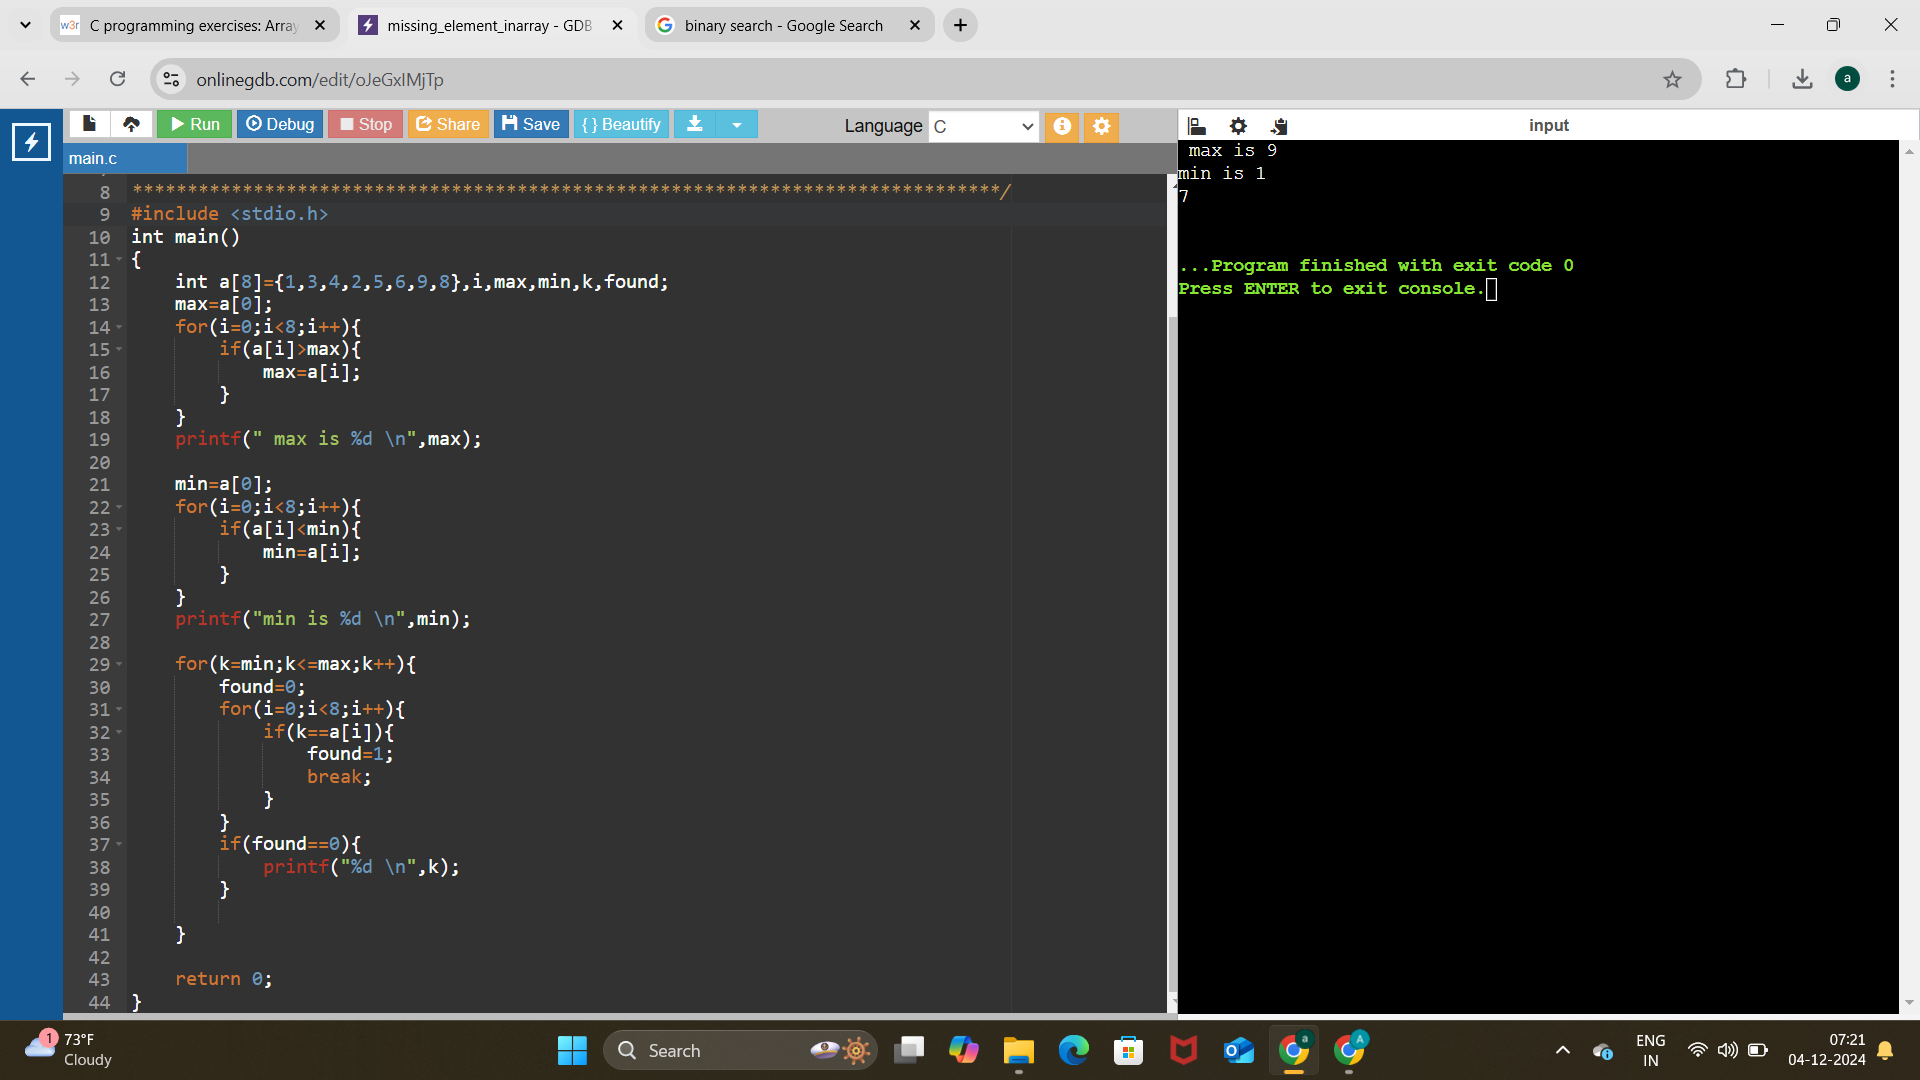 w3r C programming exercises: Array
missing_element_inarray - GDB
binary search - Google Search
onlinegdb.com/edit/oJeGxIMjTp
a
Run
Debug
Stop
Share
Save
{ } Beautify
Language C
input
main.c
8 *******************************************************************************/
9 #include <stdio.h>
10 int main()
11 {
12 int a[8]={1,3,4,2,5,6,9,8},i,max,min,k,found;
13 max=a[0];
14 for(i=0;i<8;i++){
15 if(a[i]>max){
16 max=a[i];
17 }
18 }
19 printf(" max is %d \n",max);
20
21 min=a[0];
22 for(i=0;i<8;i++){
23 if(a[i]<min){
24 min=a[i];
25 }
26 }
27 printf("min is %d \n",min);
28
29 for(k=min;k<=max;k++){
30 found=0;
31 for(i=0;i<8;i++){
32 if(k==a[i]){
33 found=1;
34 break;
35 }
36 }
37 if(found==0){
38 printf("%d \n",k);
39 }
40
41 }
42
43 return 0;
44 }
max is 9
min is 1
7
...Program finished with exit code 0
Press ENTER to exit console.
1
73°F
Cloudy
Search
a
A
ENG
IN
07:21
04-12-2024